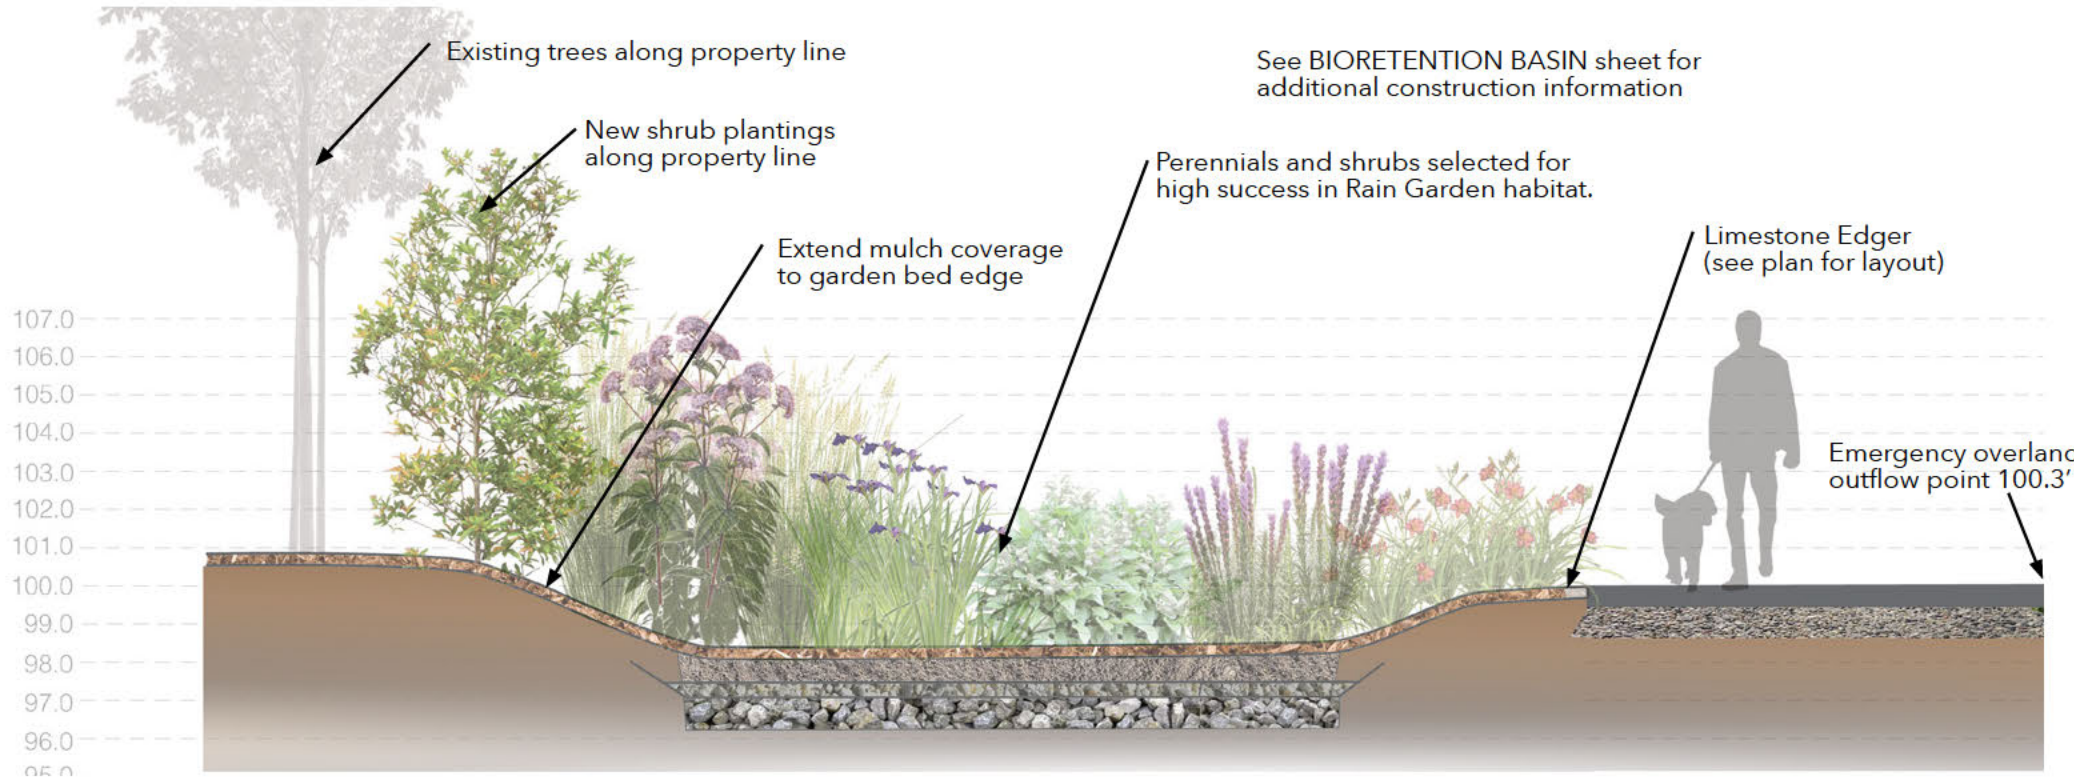 Existing trees along property line
See BIORETENTION BASIN sheet for
additional construction information
New shrub plantings
along property line
Perennials and shrubs selected for
high success in Rain Garden habitat.
Extend mulch coverage
to garden bed edge
Limestone Edger
(see plan for layout)
Emergency
outflow point 100.3'
107.0
106.0
105.0
104.0
103.0
102.0
101.0
100.0
99.0
98.0
97.0
96.0